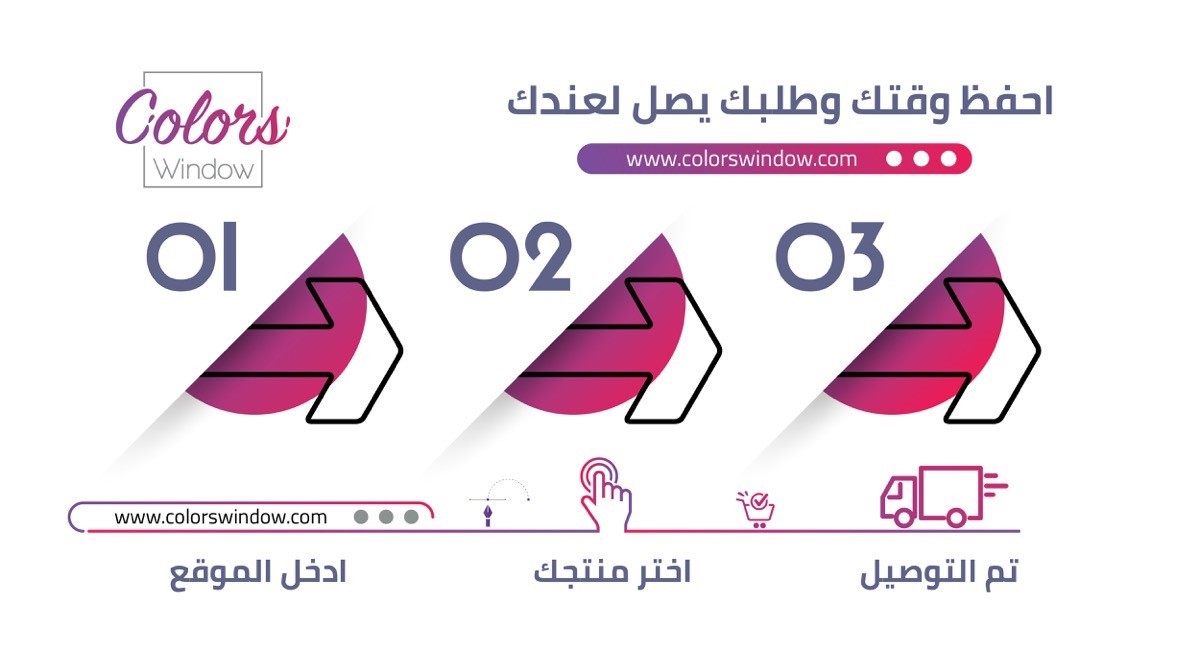 Colors
Window
احفظ وقتك وطلبك يصل لعندك
www.colorswindow.com
01
02
03
www.colorswindow.com
ادخل الموقع
اختر منتجك
تم التوصيل